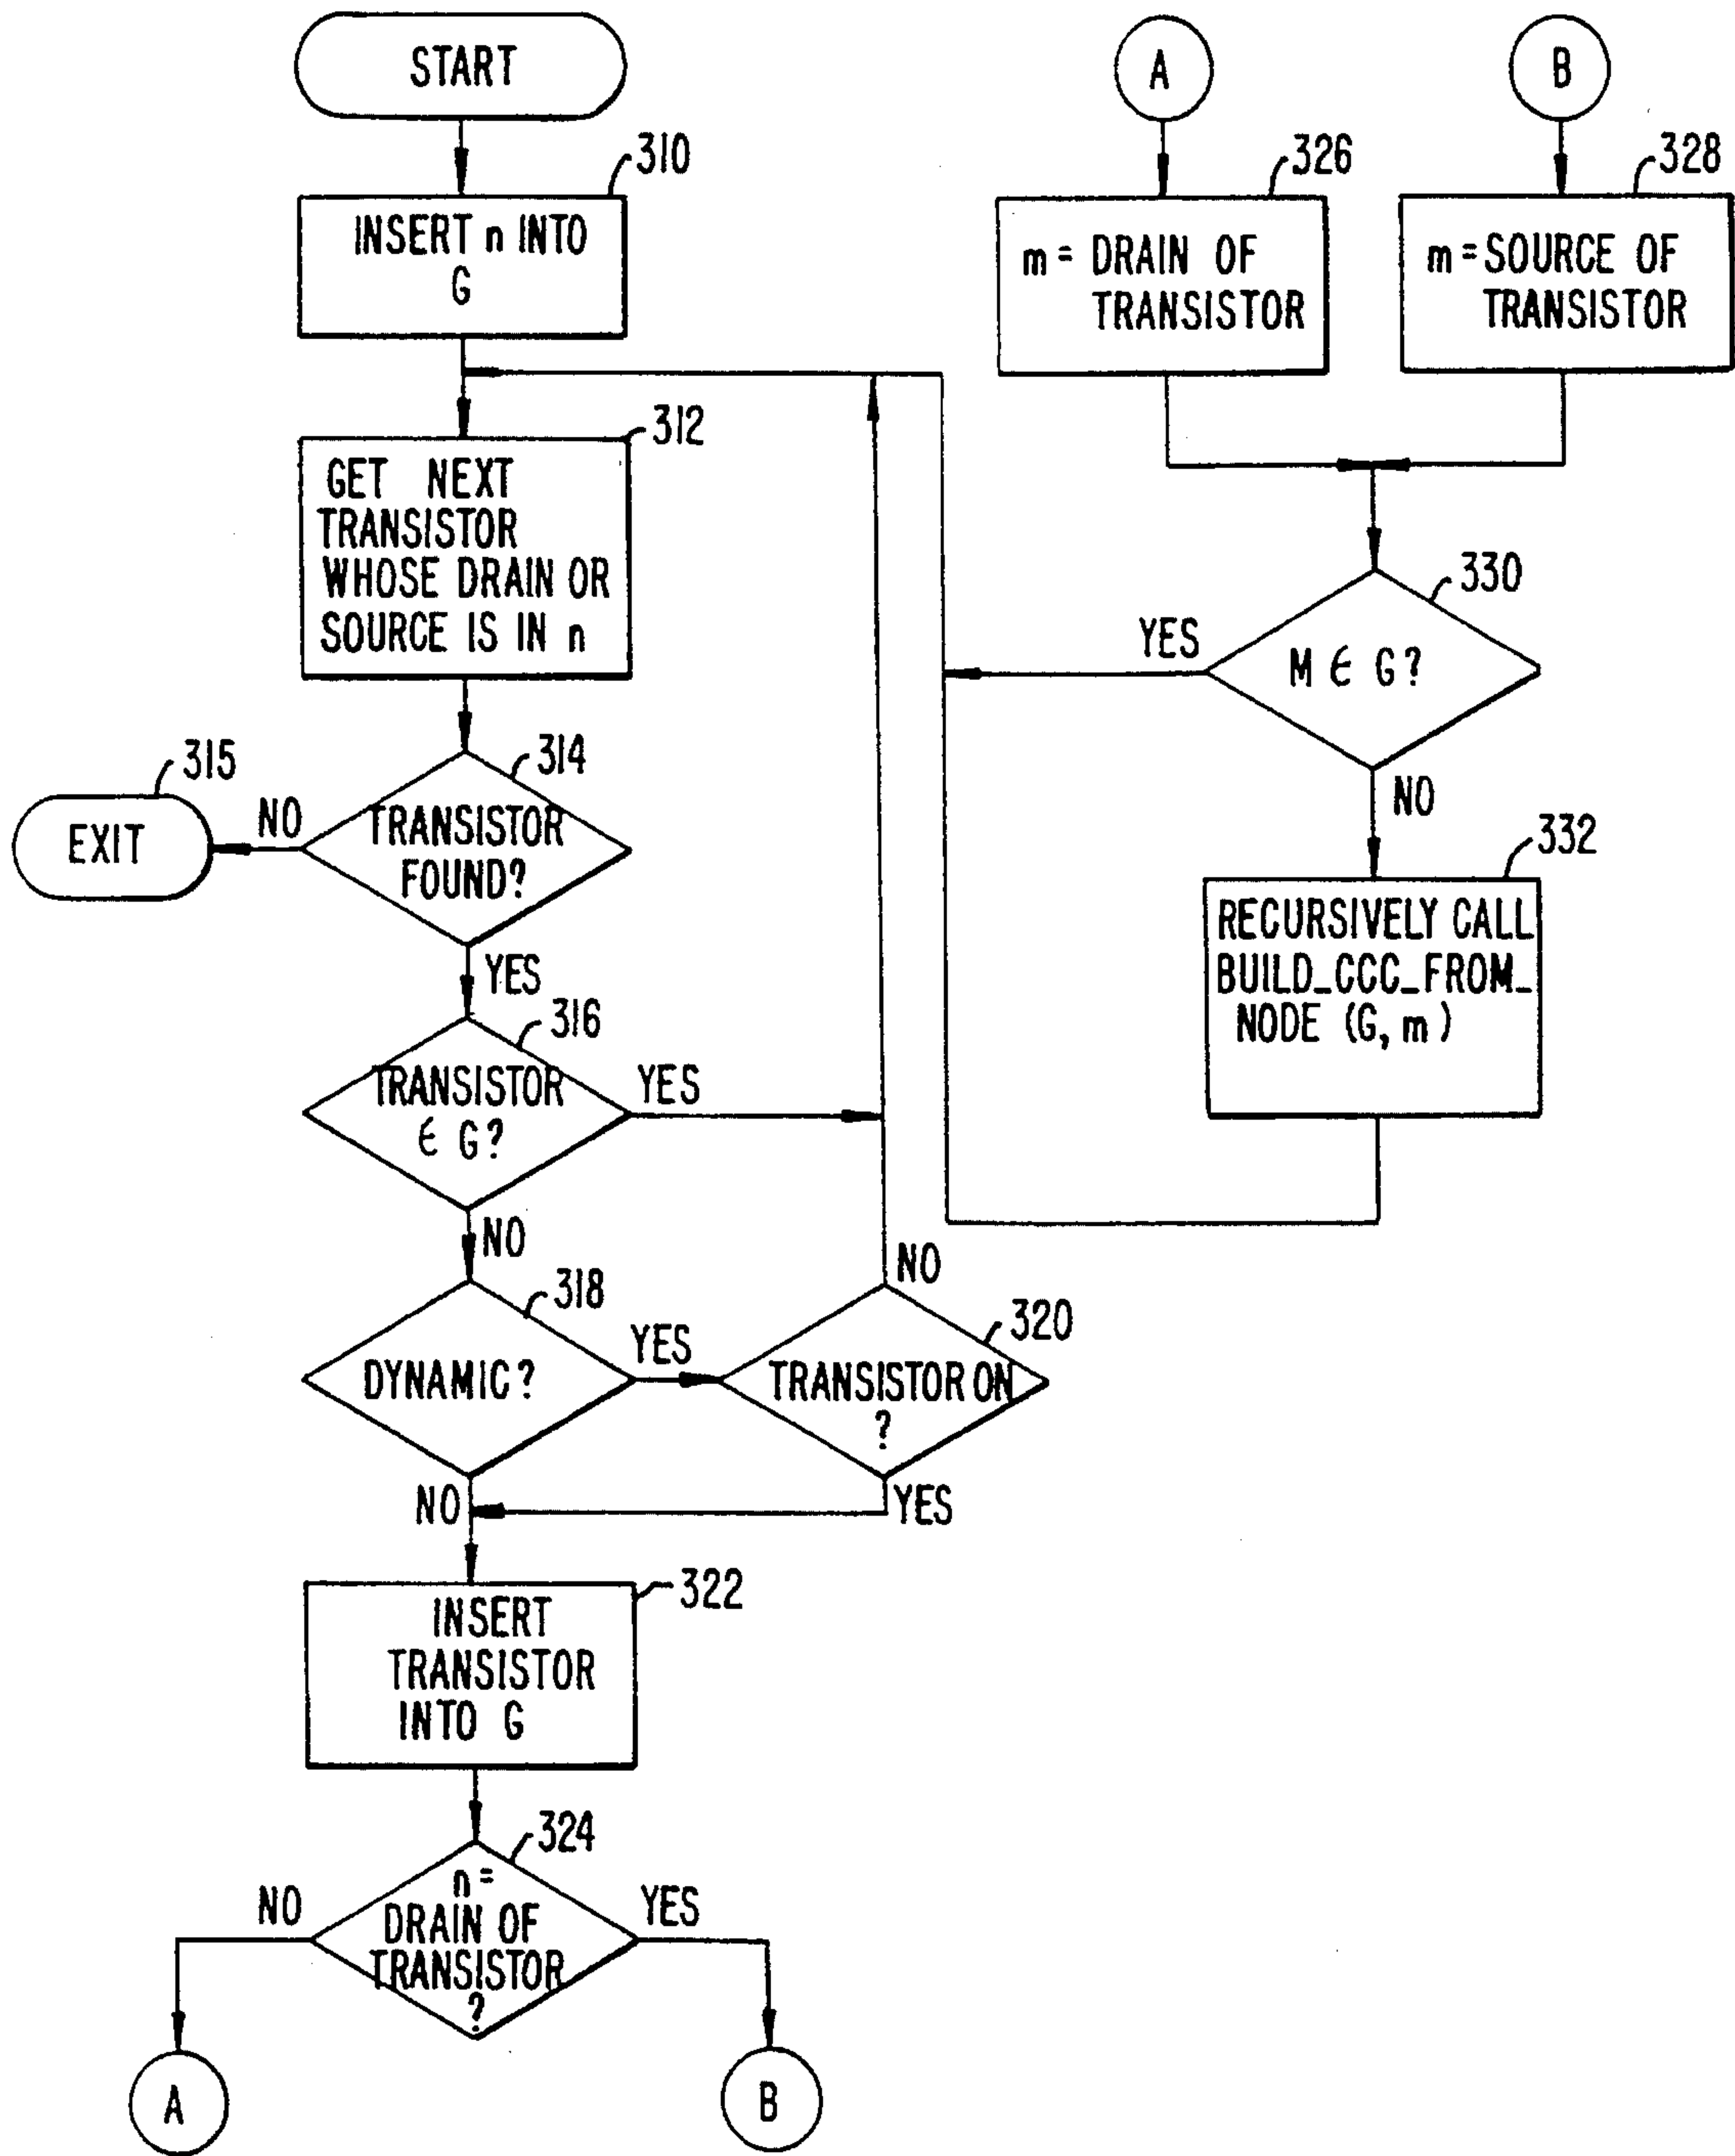 START
310
INSERT n INTO
G
312
GET NEXT
TRANSISTOR
WHOSE DRAIN OR
SOURCE IS IN n
314
TRANSISTOR
FOUND?
NO
315
EXIT
YES
316
TRANSISTOR
ϵ G?
YES
NO
318
DYNAMIC?
YES
320
TRANSISTOR ON
?
NO
YES
NO
322
INSERT
TRANSISTOR
INTO G
324
n =
DRAIN OF
TRANSISTOR
?
NO
YES
A
B
A
B
326
m = DRAIN OF
TRANSISTOR
328
m = SOURCE OF
TRANSISTOR
330
M ϵ G?
YES
NO
332
RECURSIVELY CALL
BUILD_CCC_FROM_
NODE (G, m)